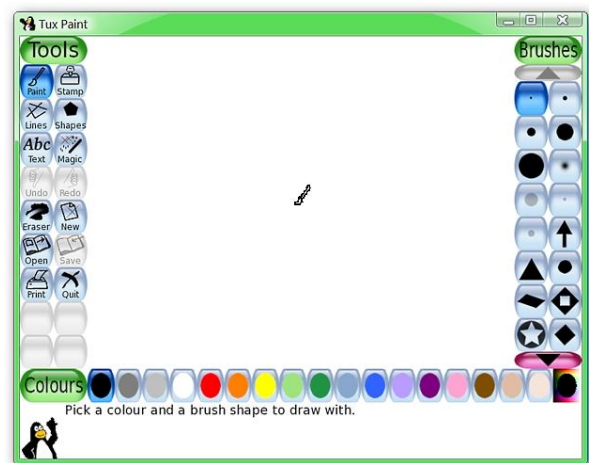 Tux Paint
Tools
Brushes
Paint Stamp
Lines Shapes
Abc
Text Magic
Undo Redo
Eraser New
Open Save
Print Quit
Colours
Pick a colour and a brush shape to draw with.